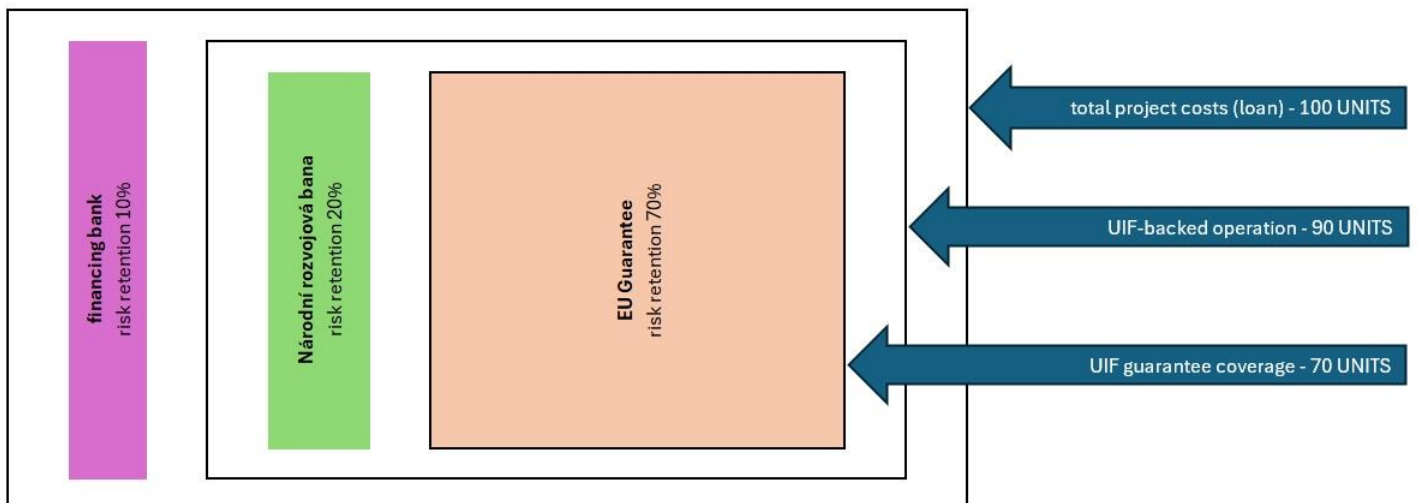 financing bank
risk retention 10%
Národní rozvojová bana
risk retention 20%
EU Guarantee
risk retention 70%
total project costs (loan) - 100 UNITS
UIF-backed operation - 90 UNITS
UIF guarantee coverage - 70 UNITS